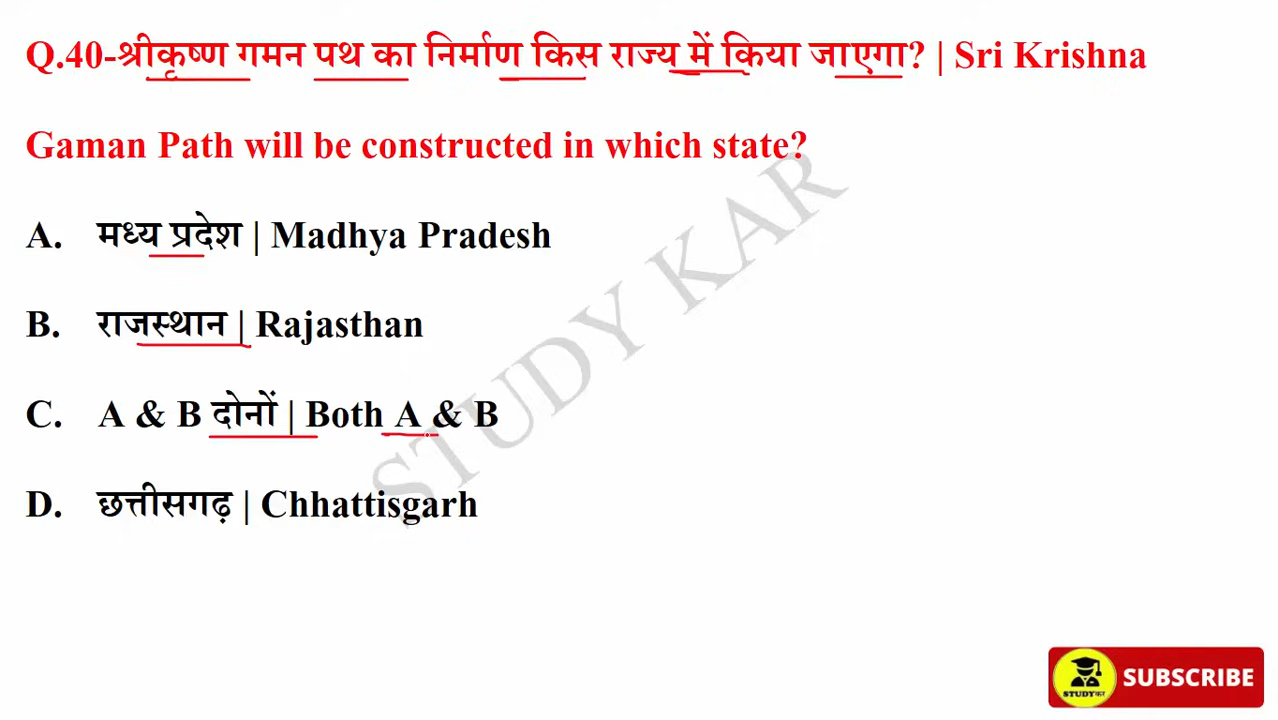 Q.40-श्रीकृष्ण गमन पथ का निर्माण किस राज्य में किया जाएगा? | Sri Krishna
Gaman Path will be constructed in which state?
A. मध्य प्रदेश | Madhya Pradesh
B. राजस्थान | Rajasthan
C. A & B दोनों | Both A & B
D. छत्तीसगढ़ | Chhattisgarh
STUDY KAR
STUDYकर
SUBSCRIBE